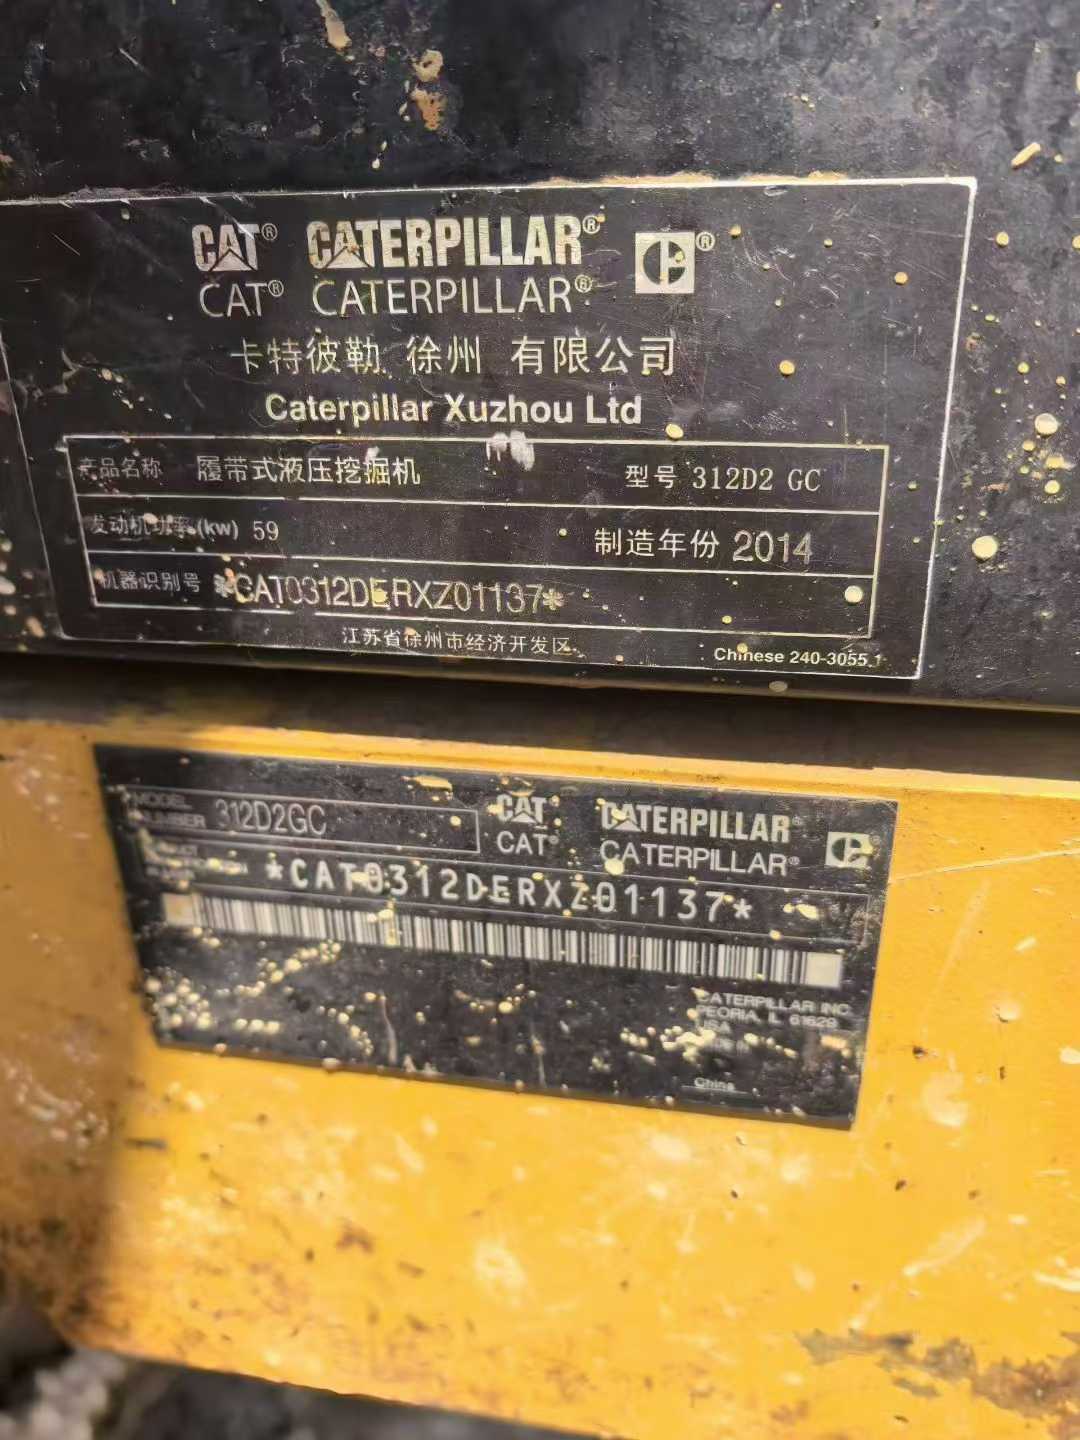 CAT® CATERPILLAR® ®
CAT® CATERPILLAR®
卡特彼勒 徐州 有限公司
Caterpillar Xuzhou Ltd
产品名称 履带式液压挖掘机 型号 312D2 GC
发动机功率(kw) 59 制造年份 2014
机器识别号 *CAT0312DERXZ01137*
江苏省徐州市经济开发区
Chinese 240-3055 1
MODEL
NUMBER 312D2GC
CAT CATERPILLAR
CAT® CATERPILLAR®
*CAT0312DERXZ01137*
CATERPILLAR INC
PEORIA, IL 61629
USA
China